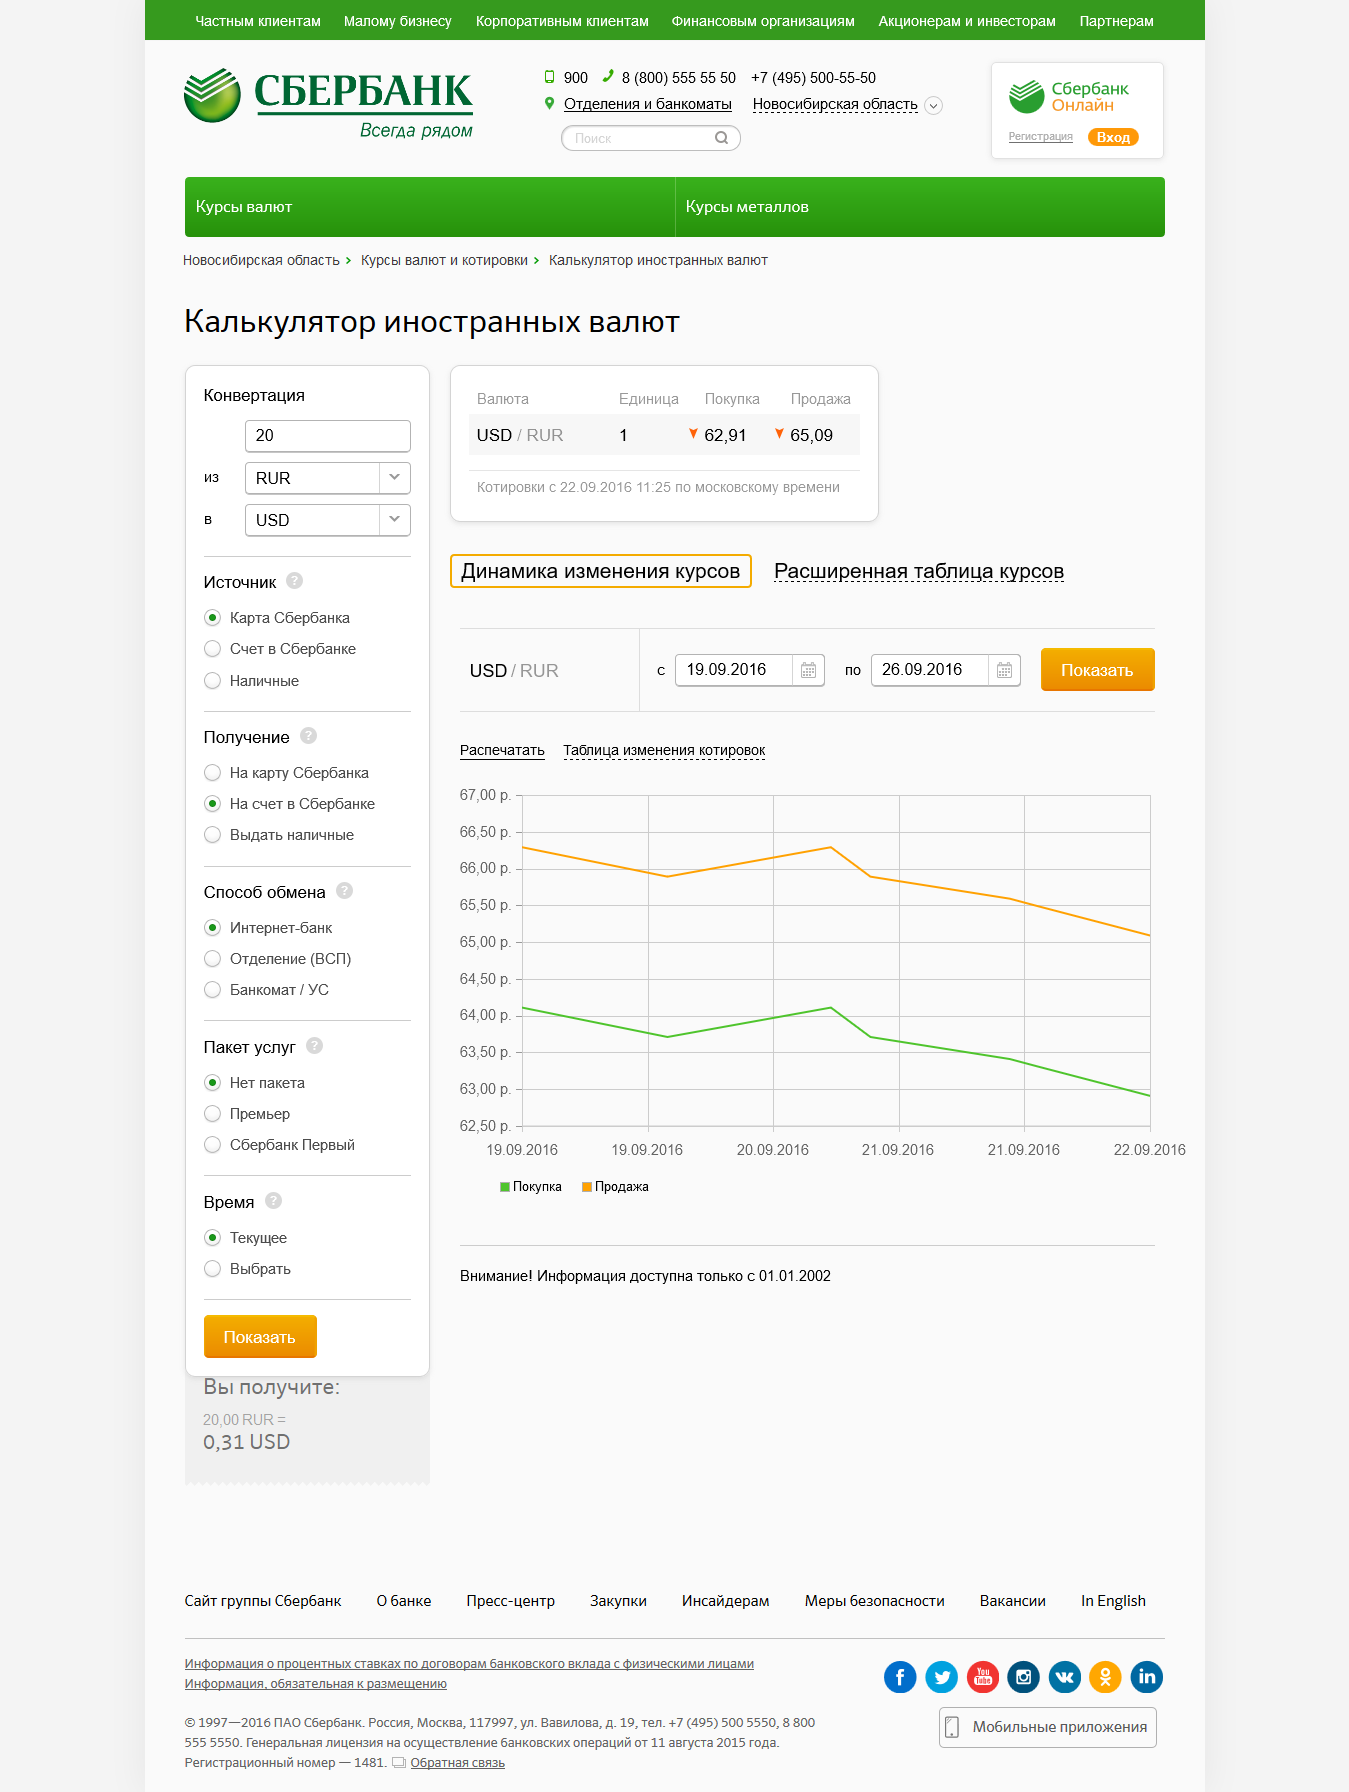 Частным клиентам Малому бизнесу Корпоративным клиентам Финансовым организациям Акционерам и инвесторам Партнерам
СБЕРБАНК
Всегда рядом
900 8 (800) 555 55 50 +7 (495) 500-55-50
Отделения и банкоматы Новосибирская область
Поиск
Сбербанк
Онлайн
Регистрация Вход
Курсы валют Курсы металлов
Новосибирская область Курсы валют и котировки Калькулятор иностранных валют
Калькулятор иностранных валют
Конвертация
20
из RUR
в USD
Источник ?
Карта Сбербанка
Счет в Сбербанке
Наличные
Получение ?
На карту Сбербанка
На счет в Сбербанке
Выдать наличные
Способ обмена ?
Интернет-банк
Отделение (ВСП)
Банкомат / УС
Пакет услуг ?
Нет пакета
Премьер
Сбербанк Первый
Время ?
Текущее
Выбрать
Показать
Вы получите:
20,00 RUR =
0,31 USD
Валюта Единица Покупка Продажа
USD / RUR 1 62,91 65,09
Котировки с 22.09.2016 11:25 по московскому времени
Динамика изменения курсов Расширенная таблица курсов
USD / RUR с 19.09.2016 по 26.09.2016 Показать
Распечатать Таблица изменения котировок
67,00 р.
66,50 р.
66,00 р.
65,50 р.
65,00 р.
64,50 р.
64,00 р.
63,50 р.
63,00 р.
62,50 р.
19.09.2016 19.09.2016 20.09.2016 21.09.2016 21.09.2016 22.09.2016
Покупка Продажа
Внимание! Информация доступна только с 01.01.2002
Сайт группы Сбербанк О банке Пресс-центр Закупки Инсайдерам Меры безопасности Вакансии In English
Информация о процентных ставках по договорам банковского вклада с физическими лицами
Информация, обязательная к размещению
You Tube
© 1997—2016 ПАО Сбербанк. Россия, Москва, 117997, ул. Вавилова, д. 19, тел. +7 (495) 500 5550, 8 800
555 5550. Генеральная лицензия на осуществление банковских операций от 11 августа 2015 года.
Регистрационный номер — 1481. Обратная связь
Мобильные приложения